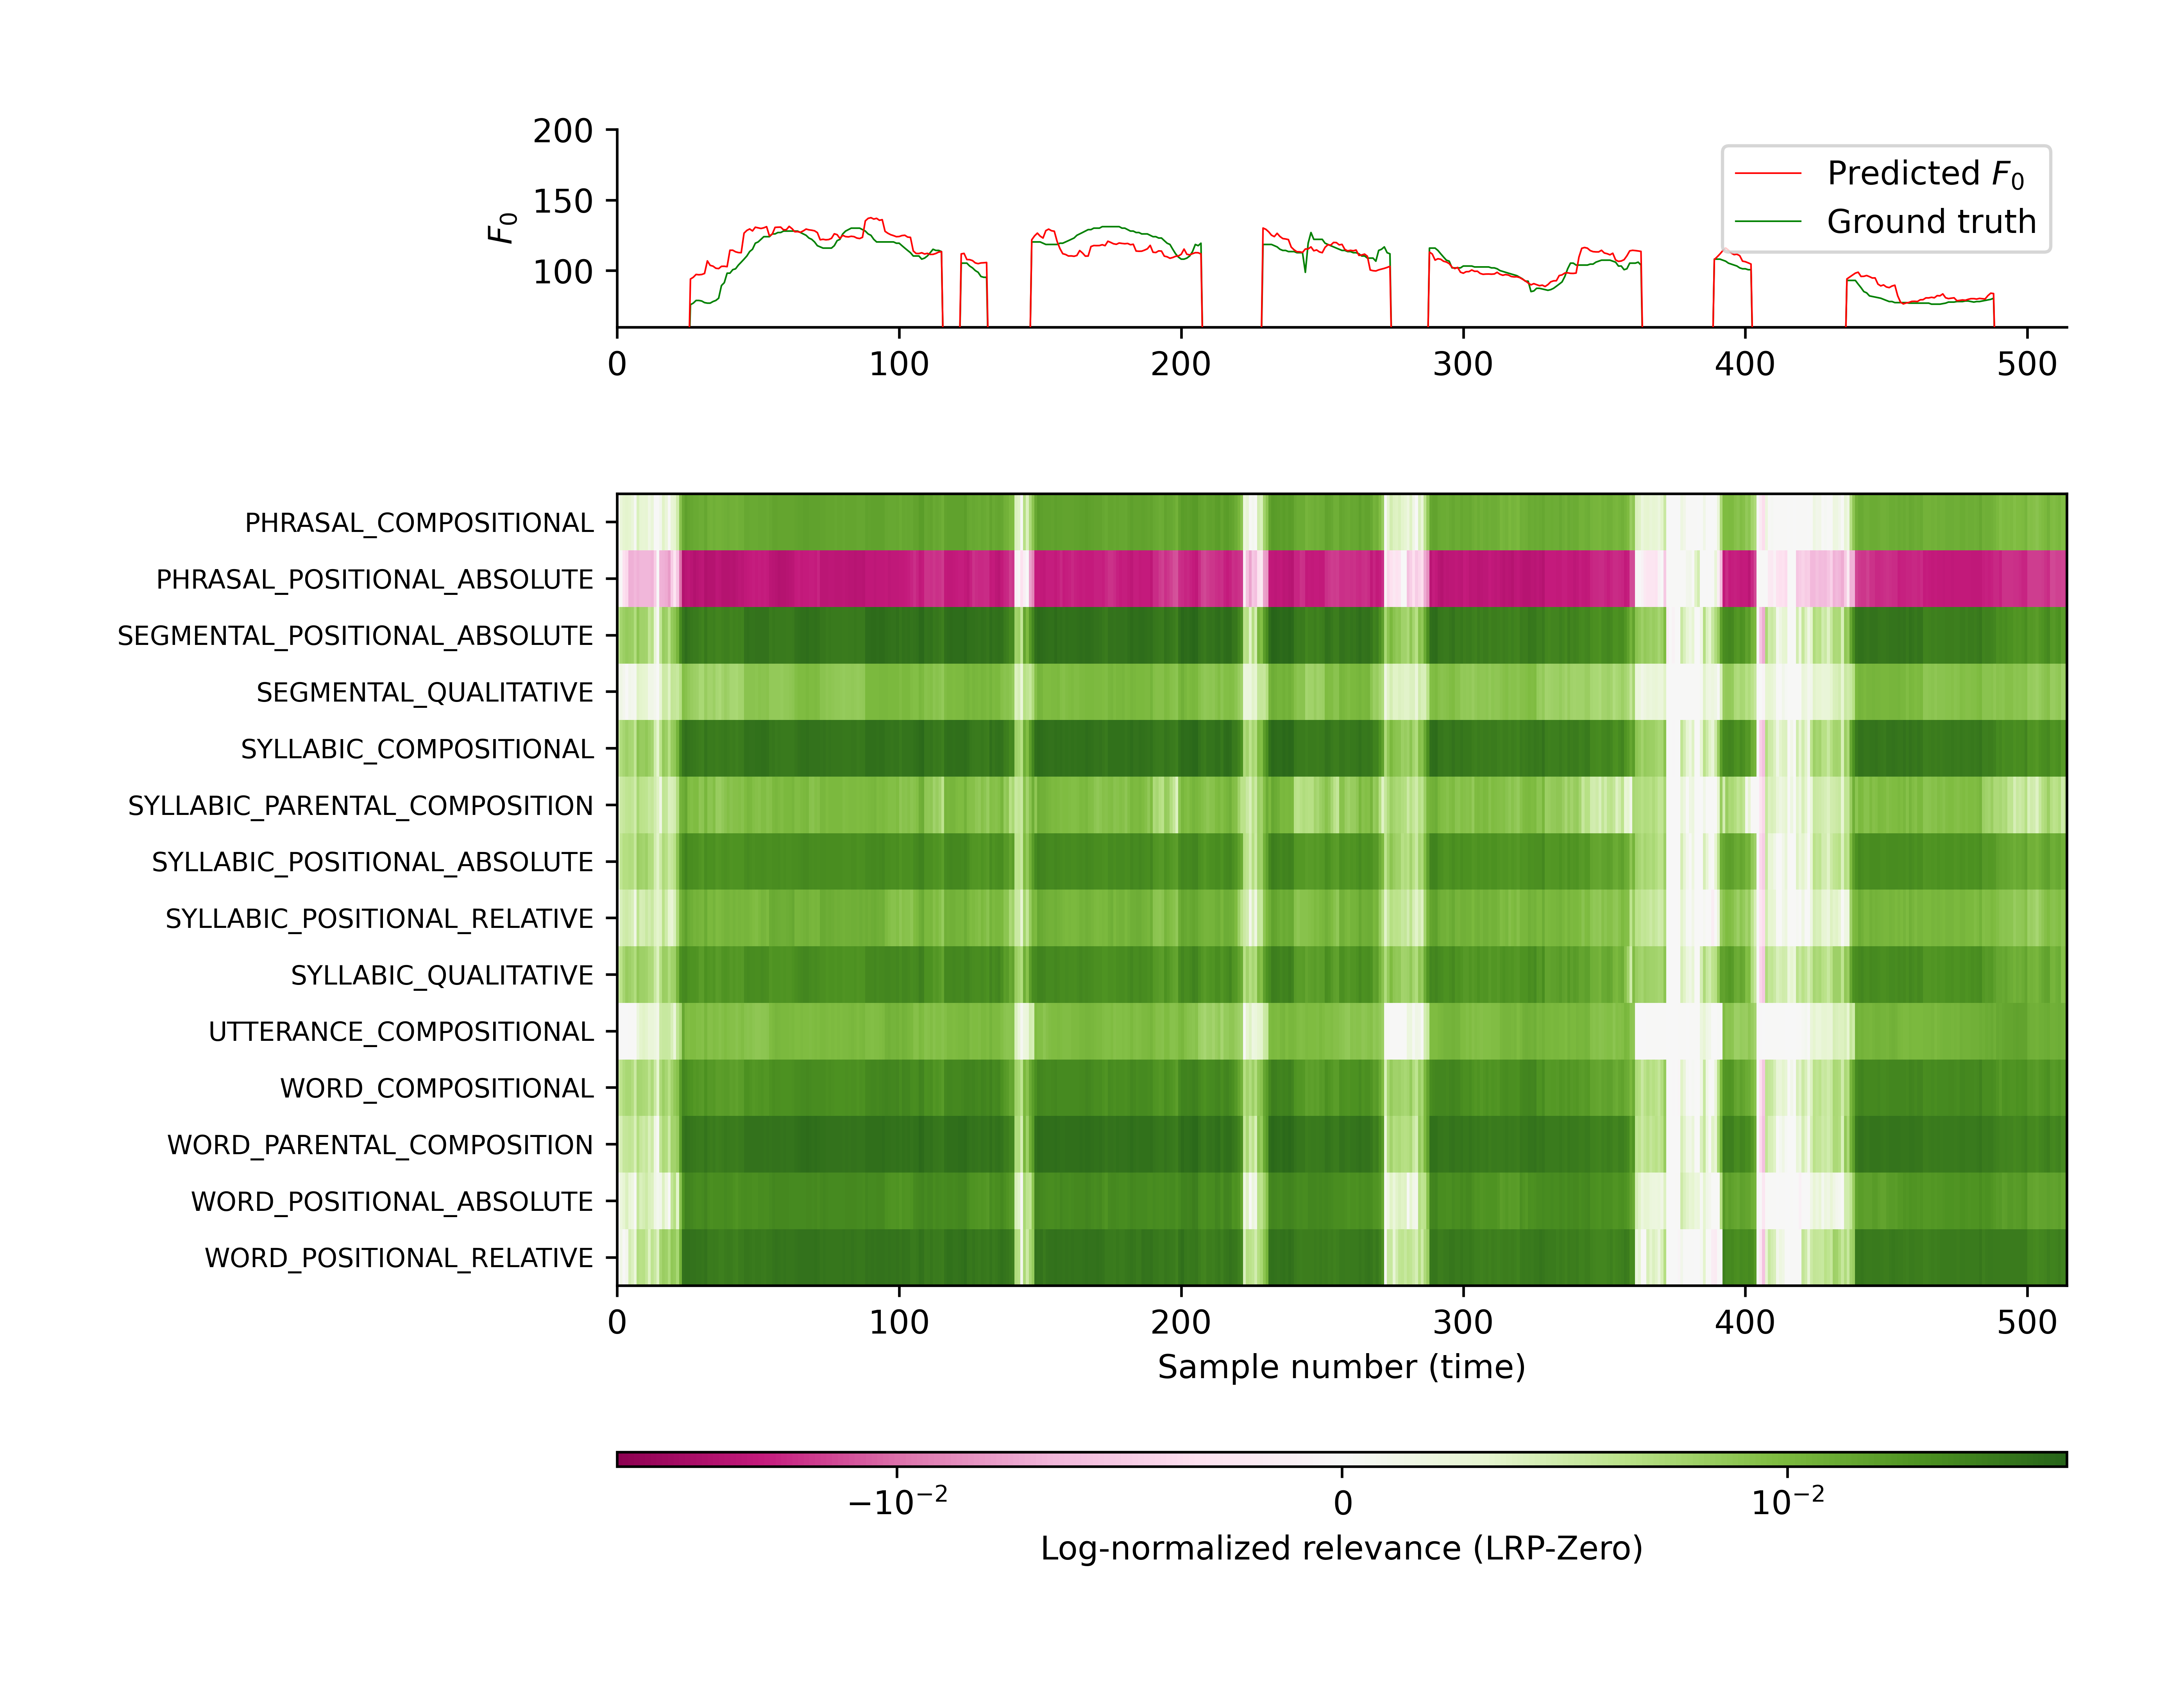 200
150
100
F₀
Predicted F₀
Ground truth
0 100 200 300 400 500
PHRASAL_COMPOSITIONAL
PHRASAL_POSITIONAL_ABSOLUTE
SEGMENTAL_POSITIONAL_ABSOLUTE
SEGMENTAL_QUALITATIVE
SYLLABIC_COMPOSITIONAL
SYLLABIC_PARENTAL_COMPOSITION
SYLLABIC_POSITIONAL_ABSOLUTE
SYLLABIC_POSITIONAL_RELATIVE
SYLLABIC_QUALITATIVE
UTTERANCE_COMPOSITIONAL
WORD_COMPOSITIONAL
WORD_PARENTAL_COMPOSITION
WORD_POSITIONAL_ABSOLUTE
WORD_POSITIONAL_RELATIVE
0 100 200 300 400 500
Sample number (time)
−10⁻² 0 10⁻²
Log-normalized relevance (LRP-Zero)